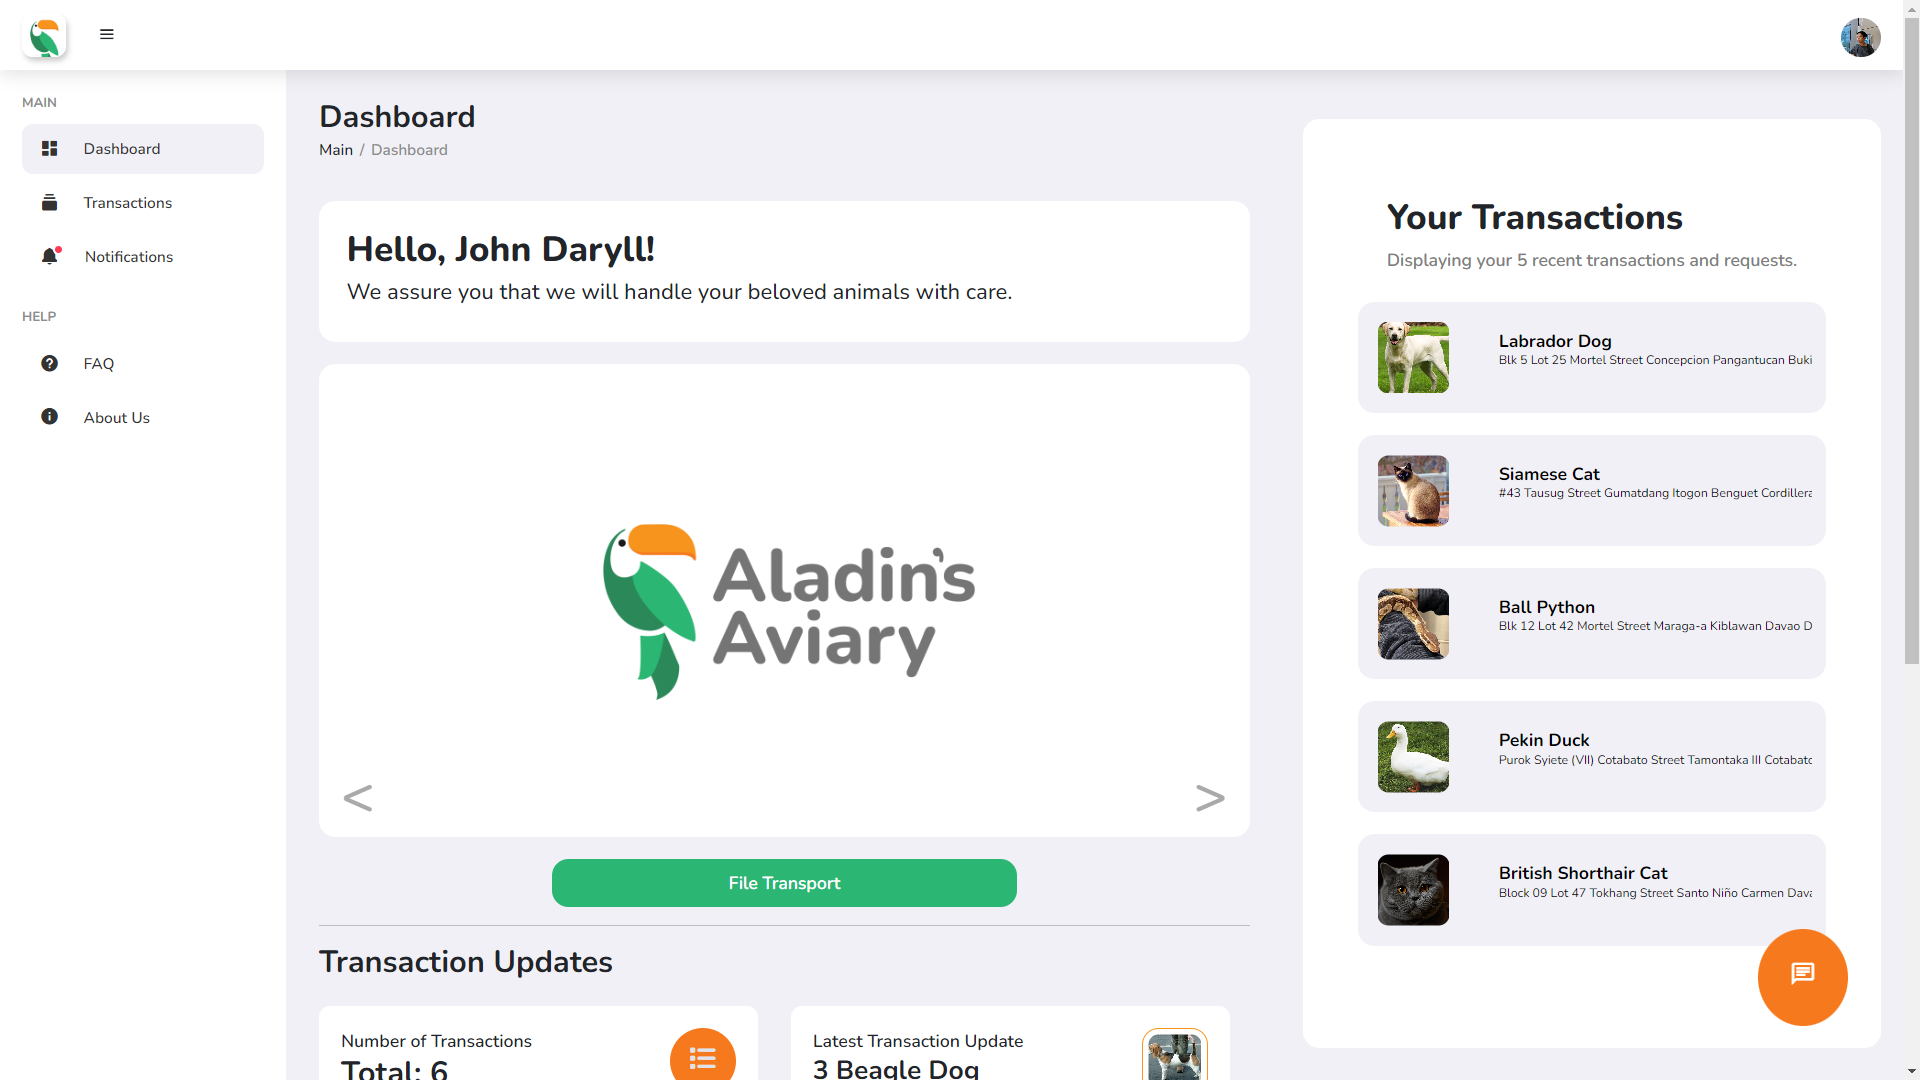 MAIN
Dashboard
Transactions
Notifications
HELP
FAQ
About Us
Dashboard
Main / Dashboard
Hello, John Daryll!
We assure you that we will handle your beloved animals with care.
Aladin's
Aviary
<
>
File Transport
Transaction Updates
Number of Transactions
Total: 6
Latest Transaction Update
3 Beagle Dog
Your Transactions
Displaying your 5 recent transactions and requests.
Labrador Dog
Blk 5 Lot 25 Mortel Street Concepcion Pangantucan Buki
Siamese Cat
#43 Tausug Street Gumatdang Itogon Benguet Cordillera
Ball Python
Blk 12 Lot 42 Mortel Street Maraga-a Kiblawan Davao D
Pekin Duck
Purok Syiete (VII) Cotabato Street Tamontaka III Cotabato
British Shorthair Cat
Block 09 Lot 47 Tokhang Street Santo Niño Carmen Dava